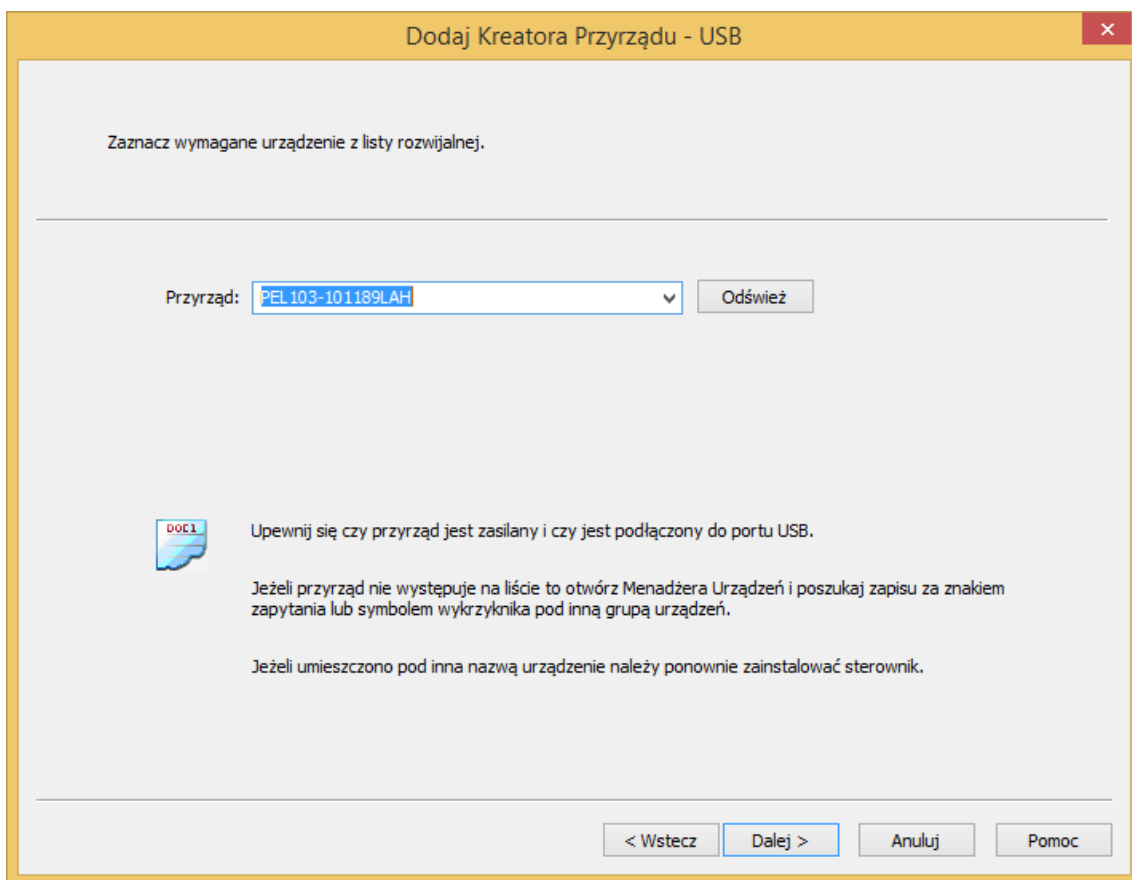 Dodaj Kreatora Przyrządu - USB
Zaznacz wymagane urządzenie z listy rozwijalnej.
Przyrząd: PEL103-101189LAH Odśwież
DOE1
Upewnij się czy przyrząd jest zasilany i czy jest podłączony do portu USB.
Jeżeli przyrząd nie występuje na liście to otwórz Menadżera Urządzeń i poszukaj zapisu za znakiem
zapytania lub symbolem wykrzyknika pod inną grupą urządzeń.
Jeżeli umieszczono pod inna nazwą urządzenie należy ponownie zainstalować sterownik.
< Wstecz Dalej > Anuluj Pomoc